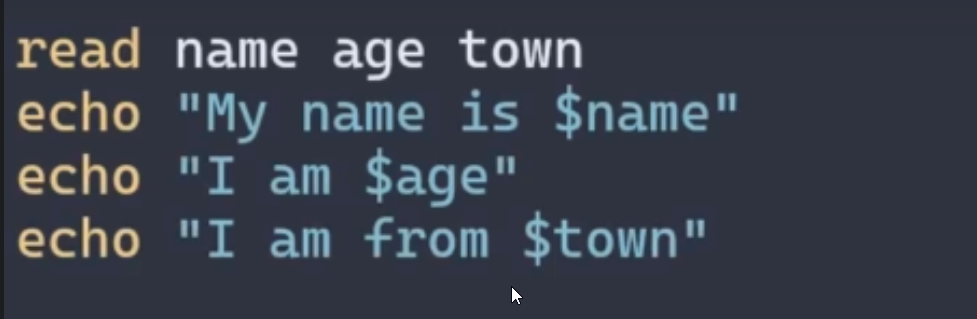 read name age town
echo "My name is $name"
echo "I am $age"
echo "I am from $town"